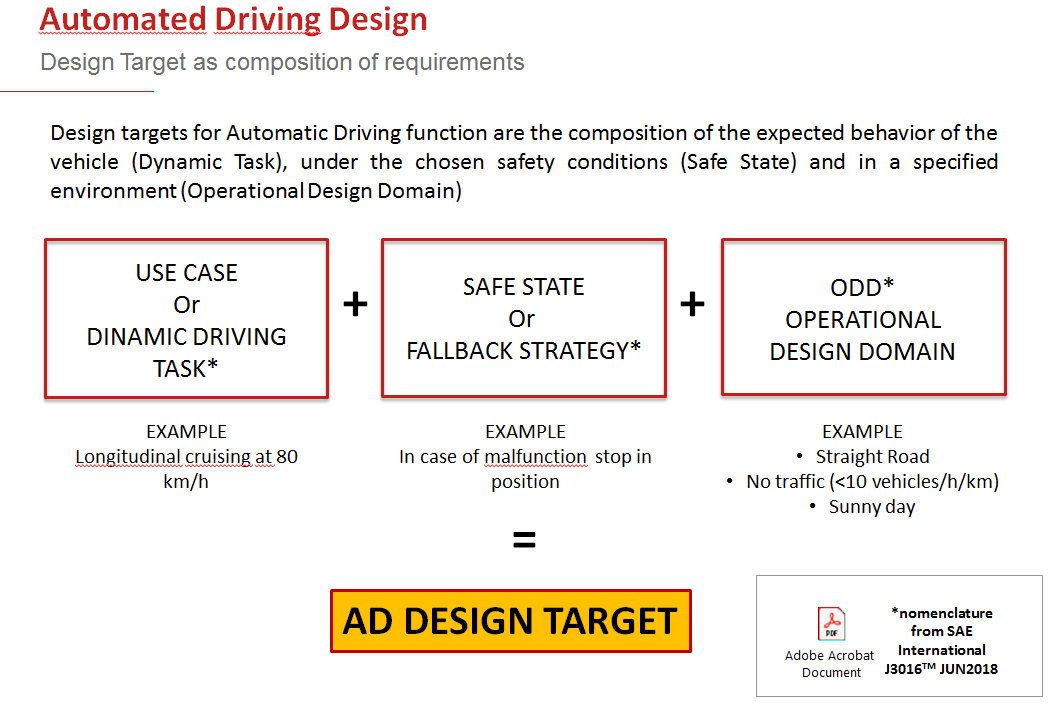 Automated Driving Design
Design Target as composition of requirements
Design targets for Automatic Driving function are the composition of the expected behavior of the
vehicle (Dynamic Task), under the chosen safety conditions (Safe State) and in a specified
environment (Operational Design Domain)
USE CASE
Or
DINAMIC DRIVING
TASK*
+
SAFE STATE
Or
FALLBACK STRATEGY*
+
ODD*
OPERATIONAL
DESIGN DOMAIN
EXAMPLE
Longitudinal cruising at 80
km/h
EXAMPLE
In case of malfunction stop in
position
EXAMPLE
• Straight Road
• No traffic (<10 vehicles/h/km)
• Sunny day
=
AD DESIGN TARGET
PDF
Adobe Acrobat
Document
*nomenclature
from SAE
International
J3016™ JUN2018